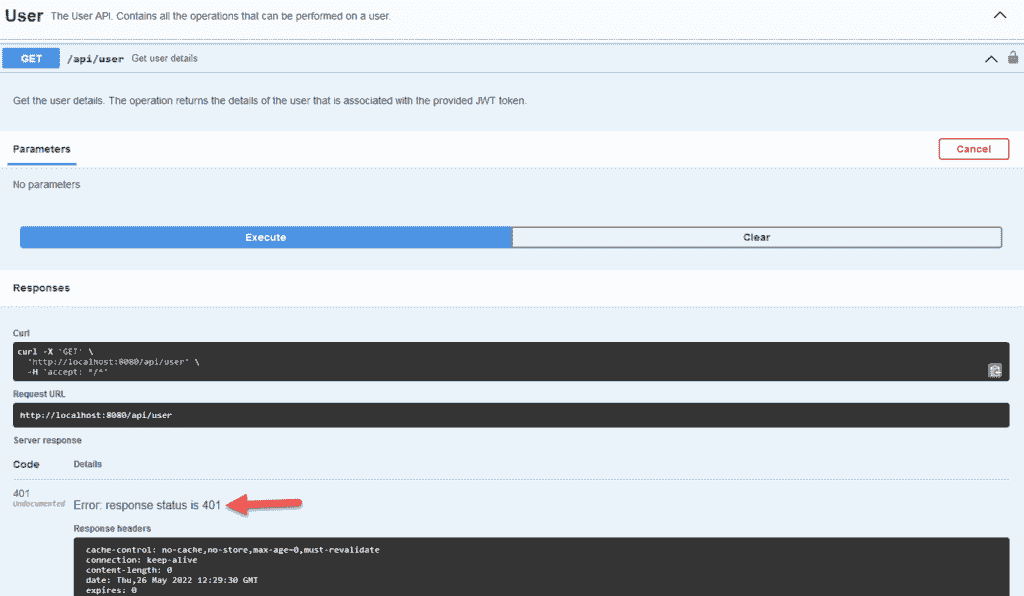 User The User API. Contains all the operations that can be performed on a user.
GET /api/user Get user details
Get the user details. The operation returns the details of the user that is associated with the provided JWT token.
Parameters Cancel
No parameters
Execute Clear
Responses
Curl
curl -X 'GET' \
'http://localhost:8080/api/user' \
-H 'accept: */*'
Request URL
http://localhost:8080/api/user
Server response
Code Details
401
Undocumented
Error: response status is 401
Response headers
cache-control: no-cache,no-store,max-age=0,must-revalidate
connection: keep-alive
content-length: 0
date: Thu,26 May 2022 12:29:30 GMT
expires: 0